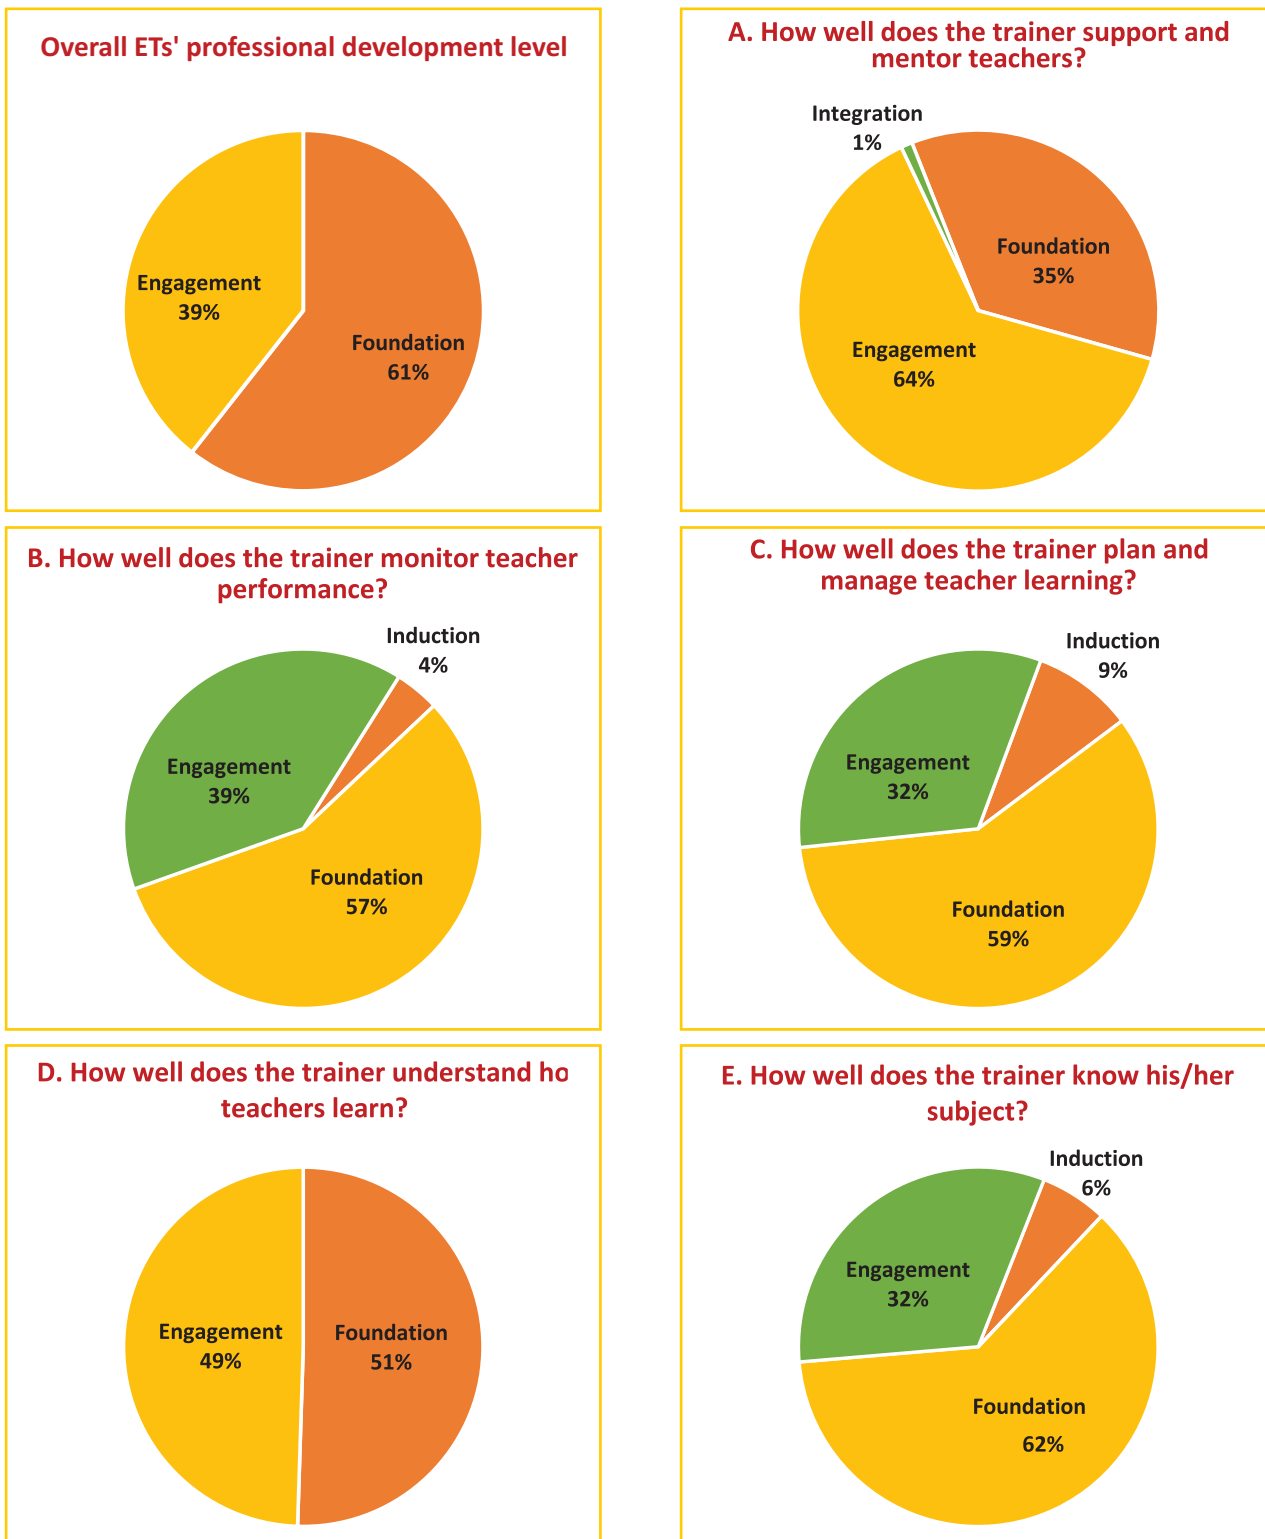 Overall ETs' professional development level
Engagement
39%
Foundation
61%
A. How well does the trainer support and
mentor teachers?
Integration
1%
Foundation
35%
Engagement
64%
B. How well does the trainer monitor teacher
performance?
Induction
4%
Engagement
39%
Foundation
57%
C. How well does the trainer plan and
manage teacher learning?
Induction
9%
Engagement
32%
Foundation
59%
D. How well does the trainer understand ho
teachers learn?
Engagement
49%
Foundation
51%
E. How well does the trainer know his/her
subject?
Induction
6%
Engagement
32%
Foundation
62%